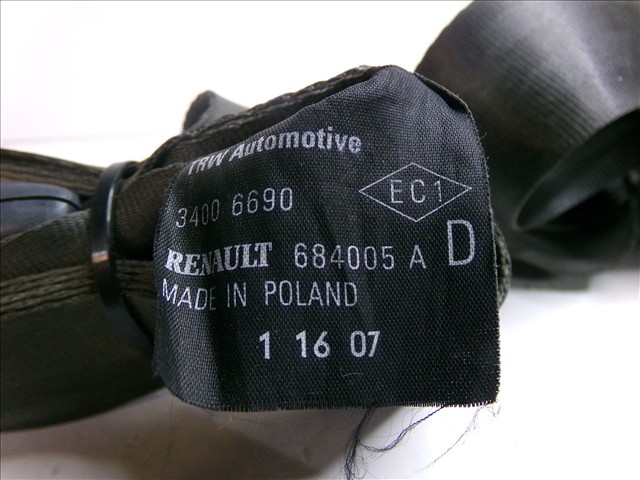 TRW Automotive
3400 6690
EC1
RENAULT 684005 A D
MADE IN POLAND
1 16 07